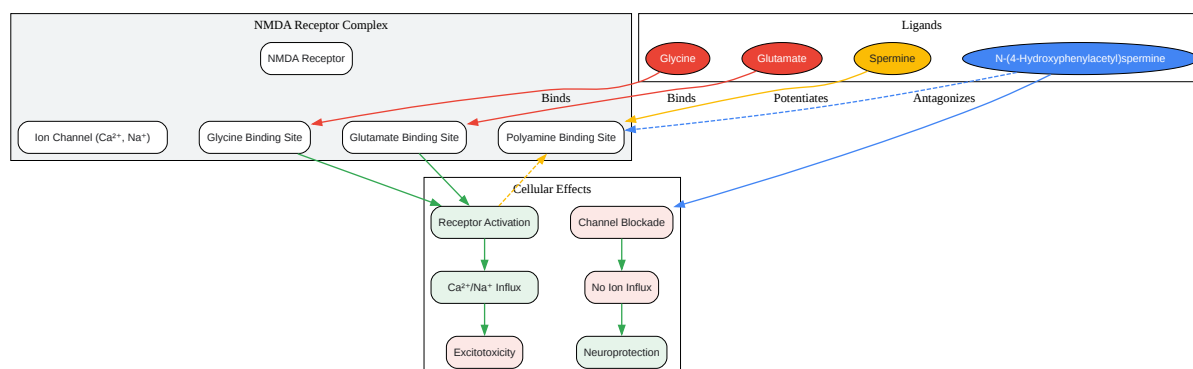 NMDA Receptor Complex
Ligands
NMDA Receptor
Glycine
Glutamate
Spermine
N-(4-Hydroxyphenylacetyl)spermine
Binds
Binds
Potentiates
Antagonizes
Ion Channel (Ca²⁺, Na⁺)
Glycine Binding Site
Glutamate Binding Site
Polyamine Binding Site
Cellular Effects
Receptor Activation
Channel Blockade
Ca²⁺/Na⁺ Influx
No Ion Influx
Excitotoxicity
Neuroprotection